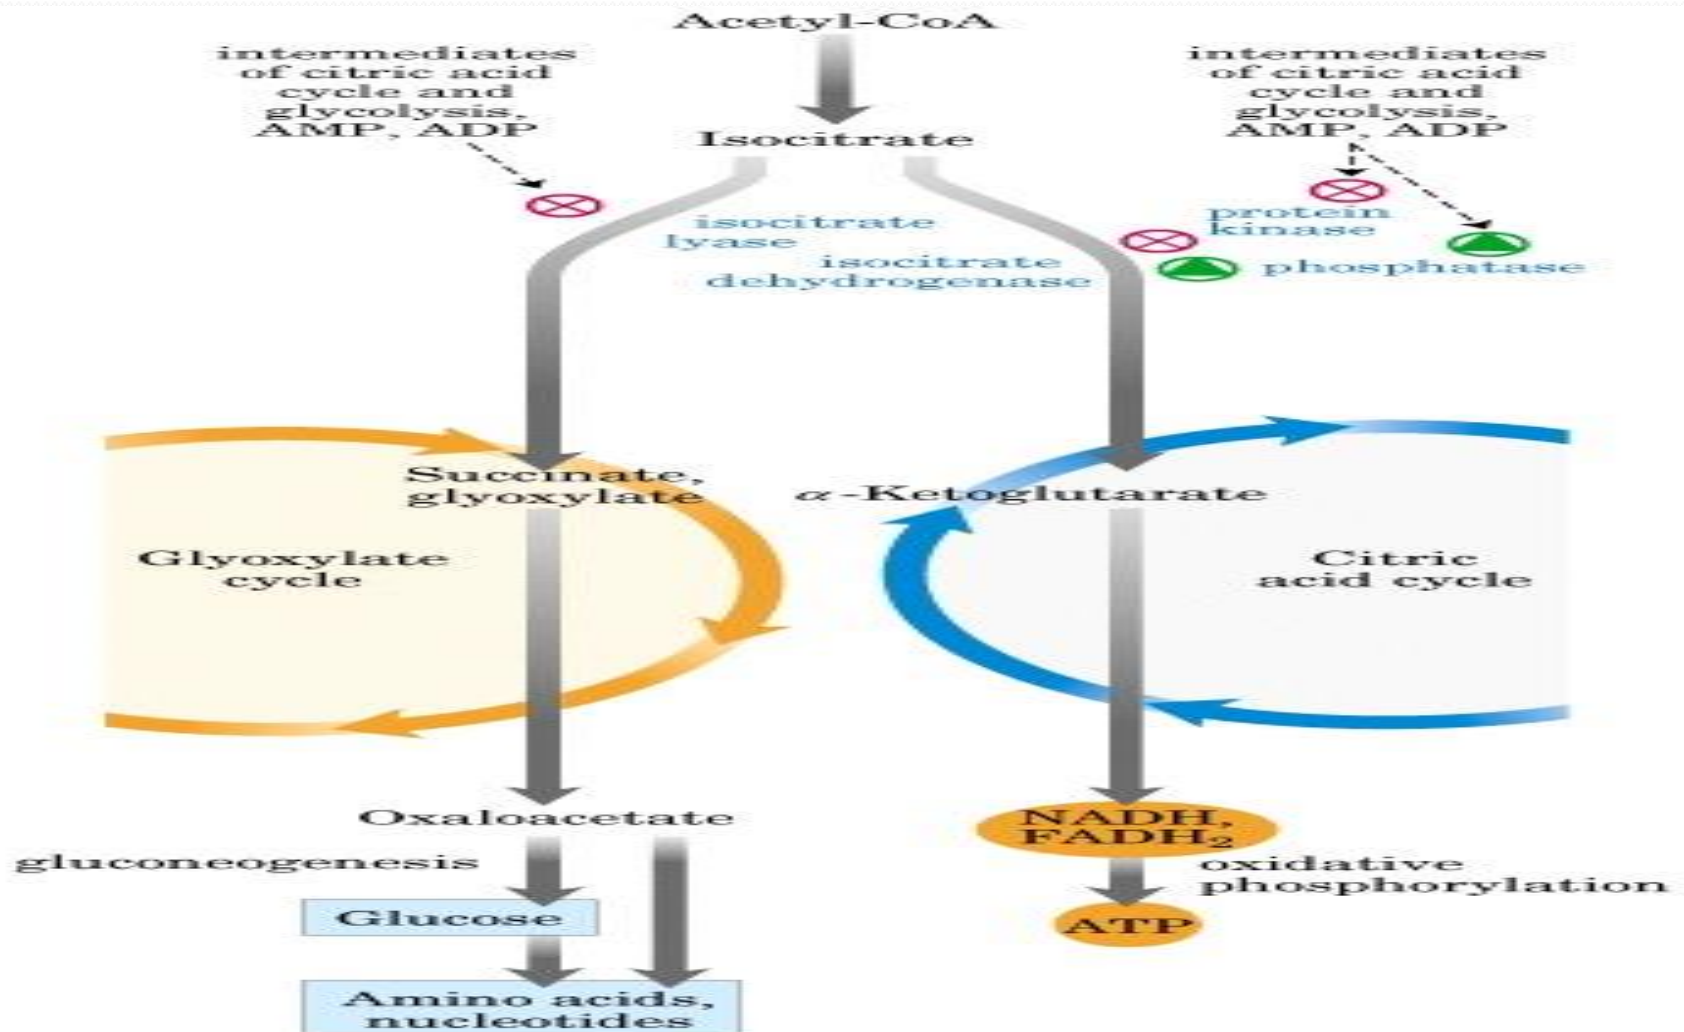 Acetyl-CoA
intermediates
of citric acid
cycle and
glycolysis,
AMP, ADP
intermediates
of citric acid
cycle and
glycolysis,
AMP, ADP
Isocitrate
isocitrate
lyase
isocitrate
dehydrogenase
protein
kinase
phosphatase
Succinate,
glyoxylate
α-Ketoglutarate
Glyoxylate
cycle
Citric
acid cycle
Oxaloacetate
NADH,
FADH₂
gluconeogenesis
oxidative
phosphorylation
Glucose
ATP
Amino acids,
nucleotides